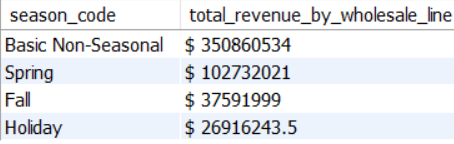 season_code total_revenue_by_wholesale_line
Basic Non-Seasonal $ 350860534
Spring $ 102732021
Fall $ 37591999
Holiday $ 26916243.5